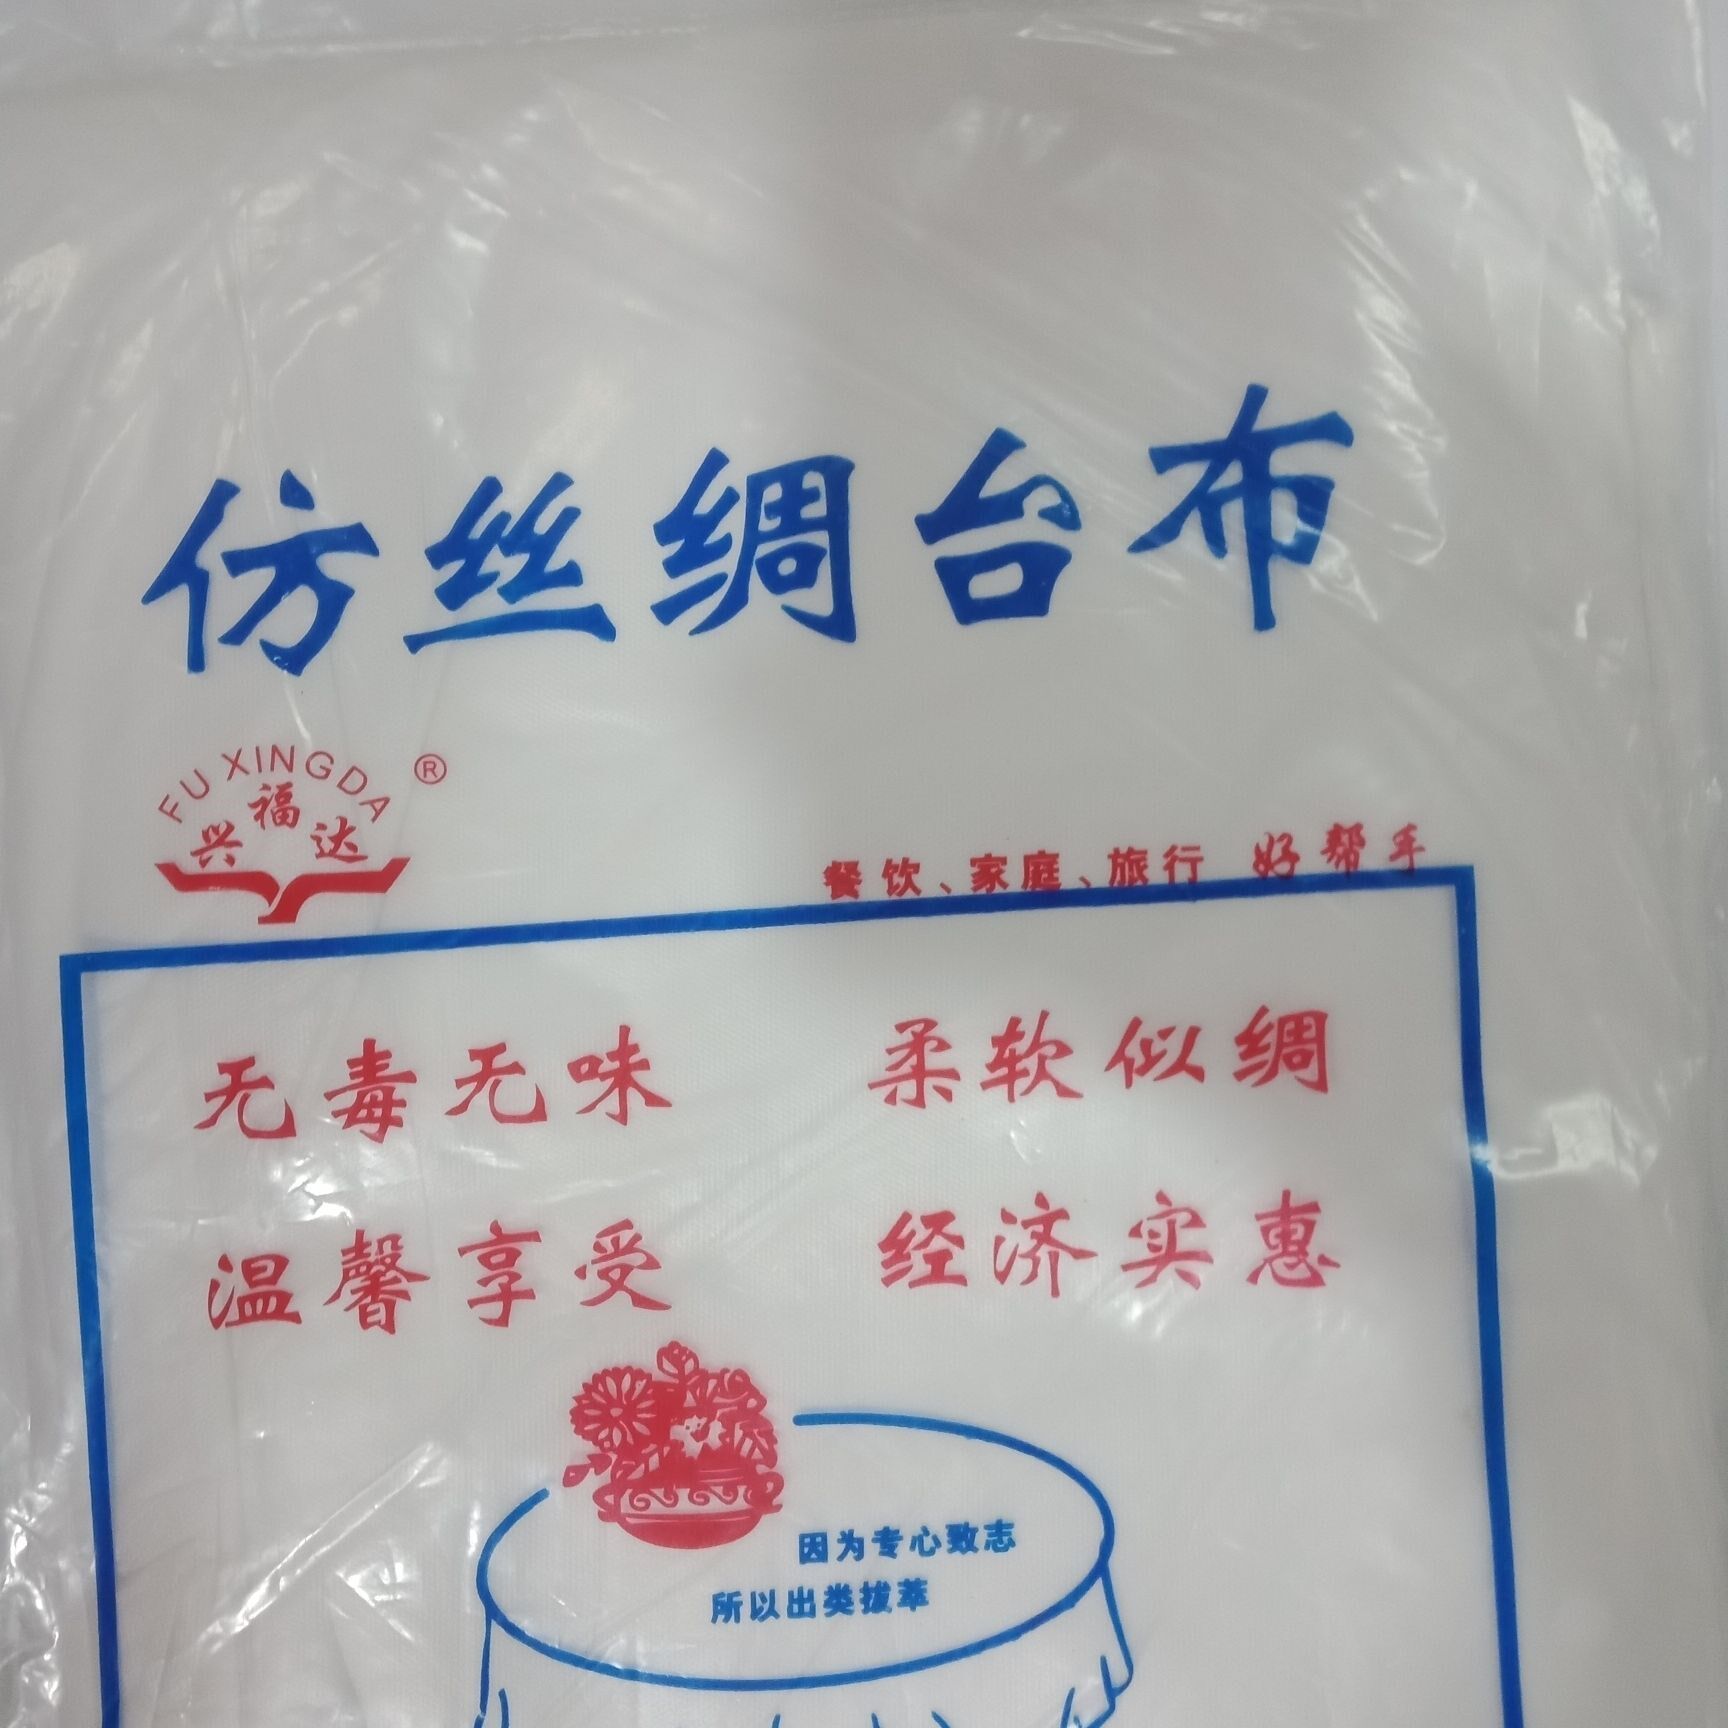 仿丝绸台布
FU XINGDA ®
兴福达
餐饮、家庭、旅行 好帮手
无毒无味 柔软似绸
温馨享受 经济实惠
因为专心致志
所以出类拔萃